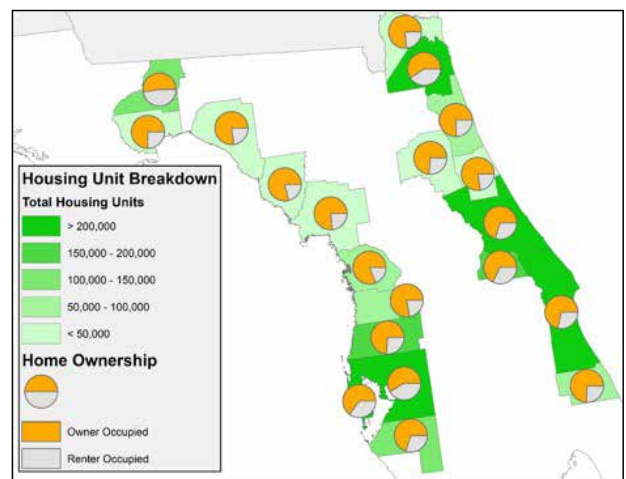 Housing Unit Breakdown
Total Housing Units
> 200,000
150,000 - 200,000
100,000 - 150,000
50,000 - 100,000
< 50,000
Home Ownership
Owner Occupied
Renter Occupied